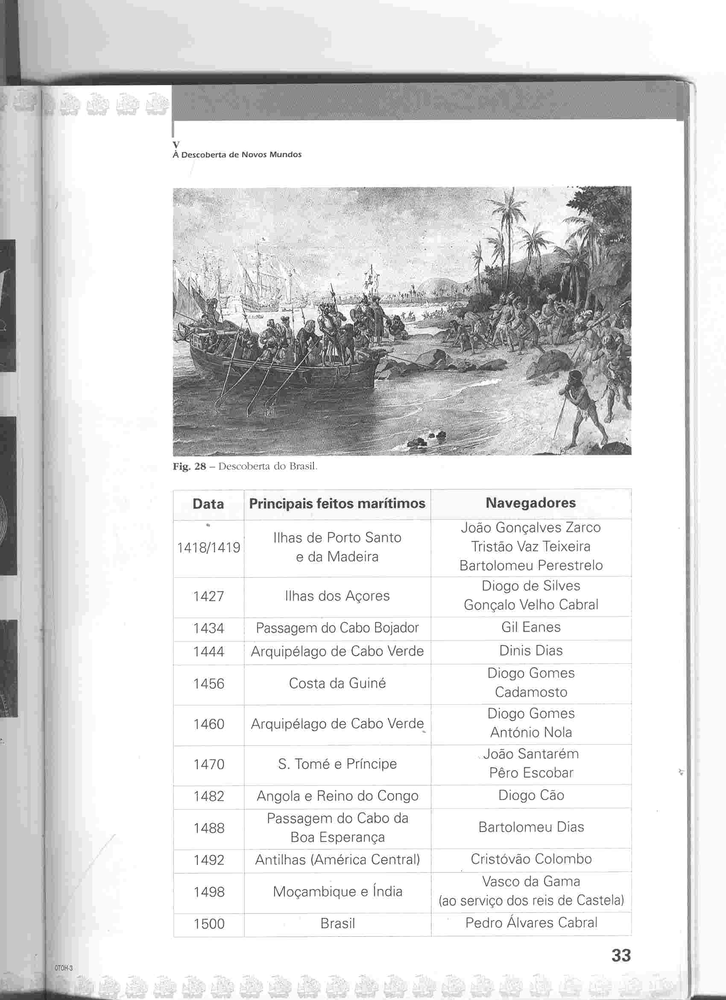 V
À Descoberta de Novos Mundos
Fig. 28 – Descoberta do Brasil.
Data Principais feitos marítimos Navegadores
1418/1419 Ilhas de Porto Santo e da Madeira João Gonçalves Zarco
Tristão Vaz Teixeira
Bartolomeu Perestrelo
1427 Ilhas dos Açores Diogo de Silves
Gonçalo Velho Cabral
1434 Passagem do Cabo Bojador Gil Eanes
1444 Arquipélago de Cabo Verde Dinis Dias
1456 Costa da Guiné Diogo Gomes
Cadamosto
1460 Arquipélago de Cabo Verde Diogo Gomes
António Nola
1470 S. Tomé e Príncipe João Santarém
Pêro Escobar
1482 Angola e Reino do Congo Diogo Cão
1488 Passagem do Cabo da
Boa Esperança Bartolomeu Dias
1492 Antilhas (América Central) Cristóvão Colombo
1498 Moçambique e Índia Vasco da Gama
(ao serviço dos reis de Castela)
1500 Brasil Pedro Álvares Cabral
33
OTOH-3